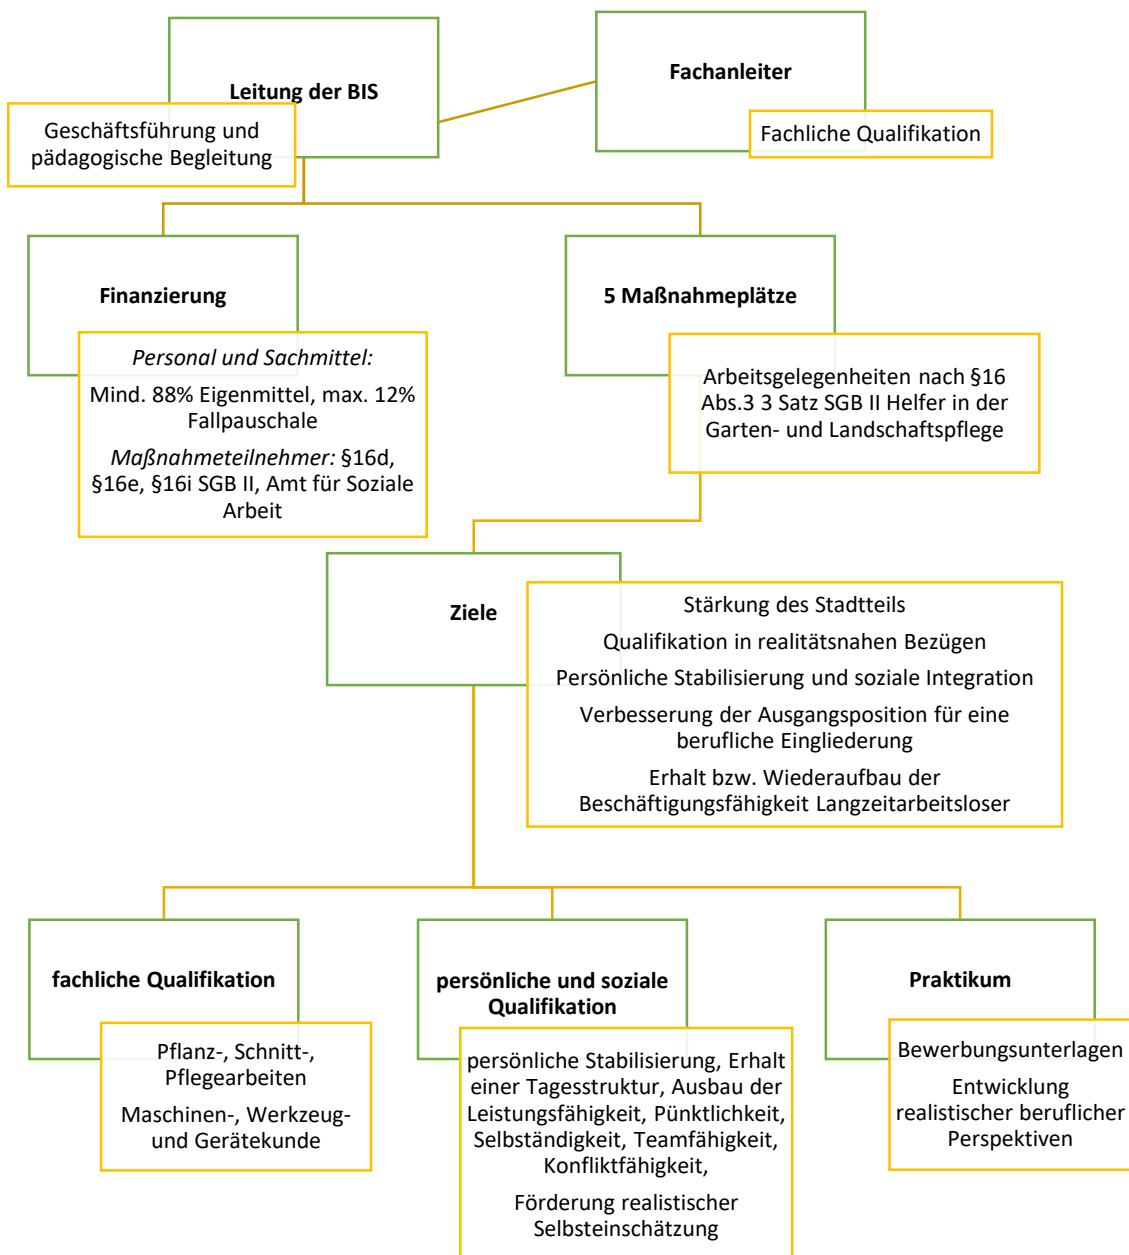 Leitung der BIS
Geschäftsführung und
pädagogische Begleitung
Fachanleiter
Fachliche Qualifikation
Finanzierung
Personal und Sachmittel:
Mind. 88% Eigenmittel, max. 12%
Fallpauschale
Maßnahmeteilnehmer: §16d,
§16e, §16i SGB II, Amt für Soziale
Arbeit
5 Maßnahmeplätze
Arbeitsgelegenheiten nach §16
Abs.3 3 Satz SGB II Helfer in der
Garten- und Landschaftspflege
Ziele
Stärkung des Stadtteils
Qualifikation in realitätsnahen Bezügen
Persönliche Stabilisierung und soziale Integration
Verbesserung der Ausgangsposition für eine
berufliche Eingliederung
Erhalt bzw. Wiederaufbau der
Beschäftigungsfähigkeit Langzeitarbeitsloser
fachliche Qualifikation
Pflanz-, Schnitt-,
Pflegearbeiten
Maschinen-, Werkzeug-
und Gerätekunde
persönliche und soziale
Qualifikation
persönliche Stabilisierung, Erhalt
einer Tagesstruktur, Ausbau der
Leistungsfähigkeit, Pünktlichkeit,
Selbständigkeit, Teamfähigkeit,
Konfliktfähigkeit,
Förderung realistischer
Selbsteinschätzung
Praktikum
Bewerbungsunterlagen
Entwicklung
realistischer beruflicher
Perspektiven